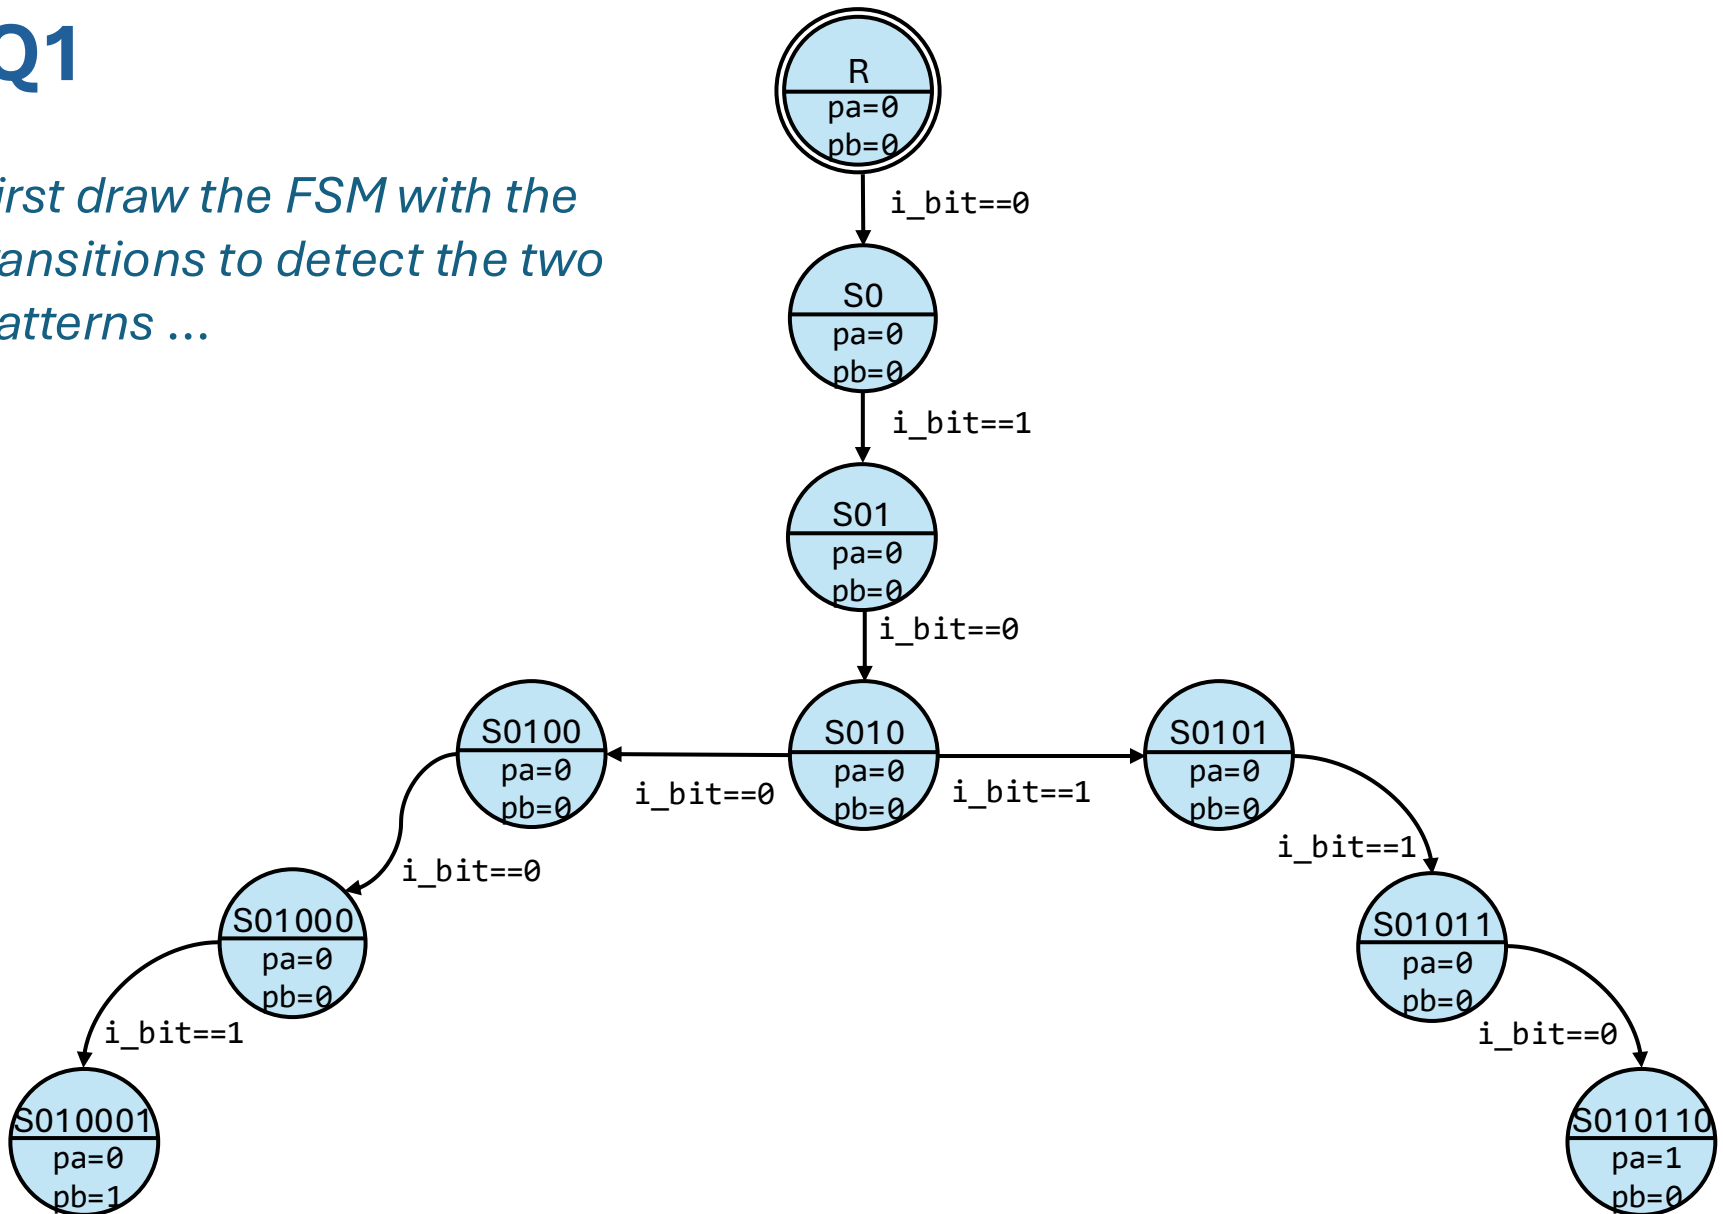 Q1
irst draw the FSM with the
ansitions to detect the two
atterns ...
R
pa=0
pb=0
i_bit==0
S0
pa=0
pb=0
i_bit==1
S01
pa=0
pb=0
i_bit==0
S0100
pa=0
pb=0
i_bit==0
S010
pa=0
pb=0
i_bit==1
S0101
pa=0
pb=0
i_bit==0
i_bit==1
S01000
pa=0
pb=0
S01011
pa=0
pb=0
i_bit==1
i_bit==0
S010001
pa=0
pb=1
S010110
pa=1
pb=0